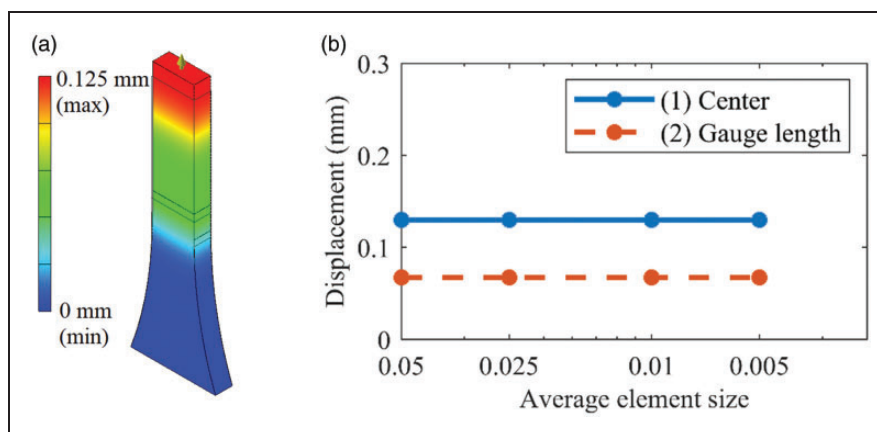 (a)
0.125 mm
(max)
0 mm
(min)
(b)
0.3
0.2
0.1
0
Displacement (mm)
(1) Center
(2) Gauge length
0.05 0.025 0.01 0.005
Average element size